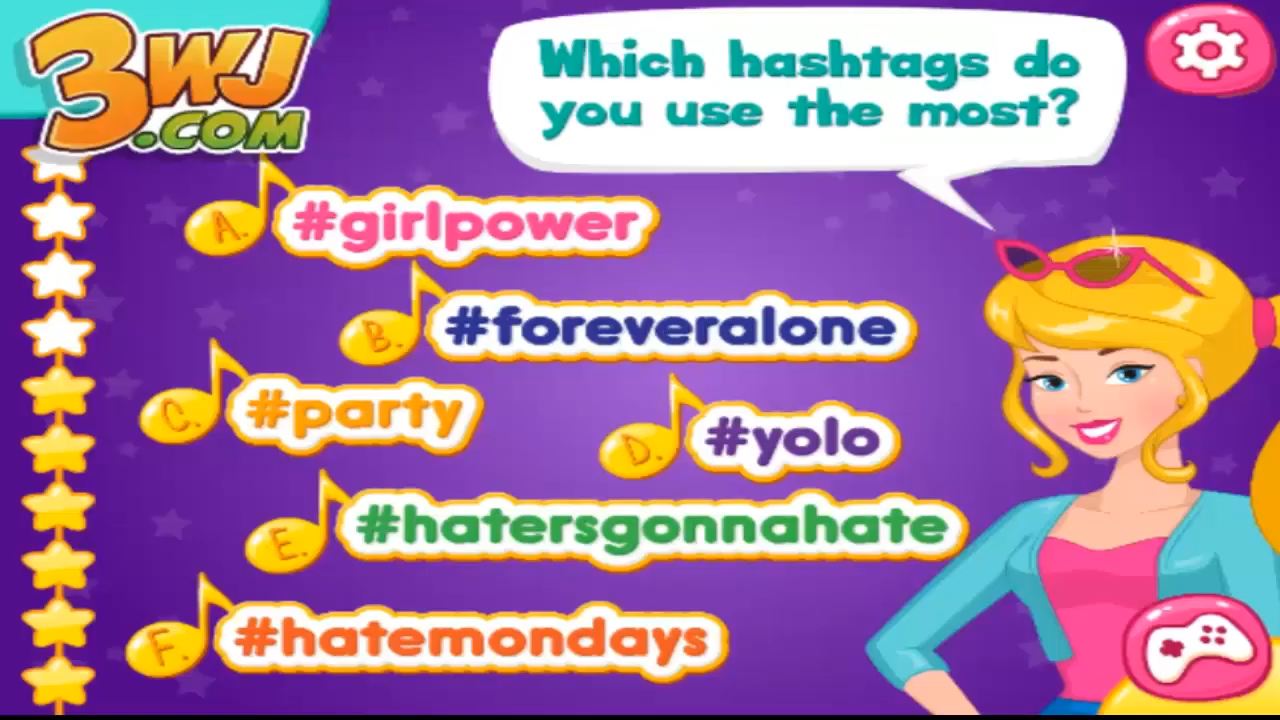 3WJ
.COM
Which hashtags do
you use the most?
A. #girlpower
B. #foreveralone
C. #party
D. #yolo
E. #hatersgonnahate
F. #hatemondays